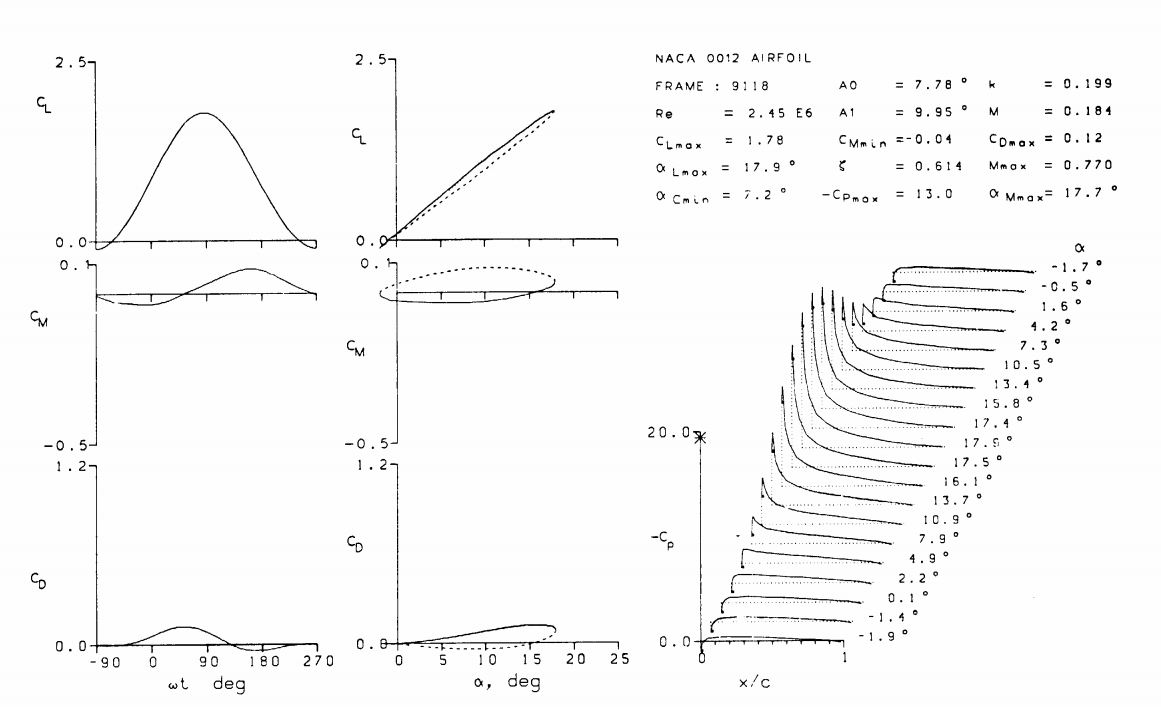 NACA 0012 AIRFOIL
FRAME : 9118 A0 = 7.78 ° k = 0.199
Re = 2.45 E6 A1 = 9.95 ° M = 0.184
CLmax = 1.78 CMmin =-0.04 CDmax = 0.12
αLmax = 17.9 ° ζ = 0.614 Mmax = 0.770
αCmin = 7.2 ° -CPmax = 13.0 αMmax= 17.7 °
2.5
CL
0.0
0.1
CM
-0.5
1.2
CD
0.0
-90 0 90 180 270
ωt deg
2.5
CL
0.0
0.1
CM
-0.5
1.2
CD
0.0
0 5 10 15 20 25
α, deg
α
-1.7 °
-0.5 °
1.6 °
4.2 °
7.3 °
10.5 °
13.4 °
15.8 °
17.4 °
17.9 °
17.5 °
16.1 °
13.7 °
10.9 °
7.9 °
4.9 °
2.2 °
0.1 °
-1.4 °
-1.9 °
20.0
-Cp
0.0
0 1
x/c